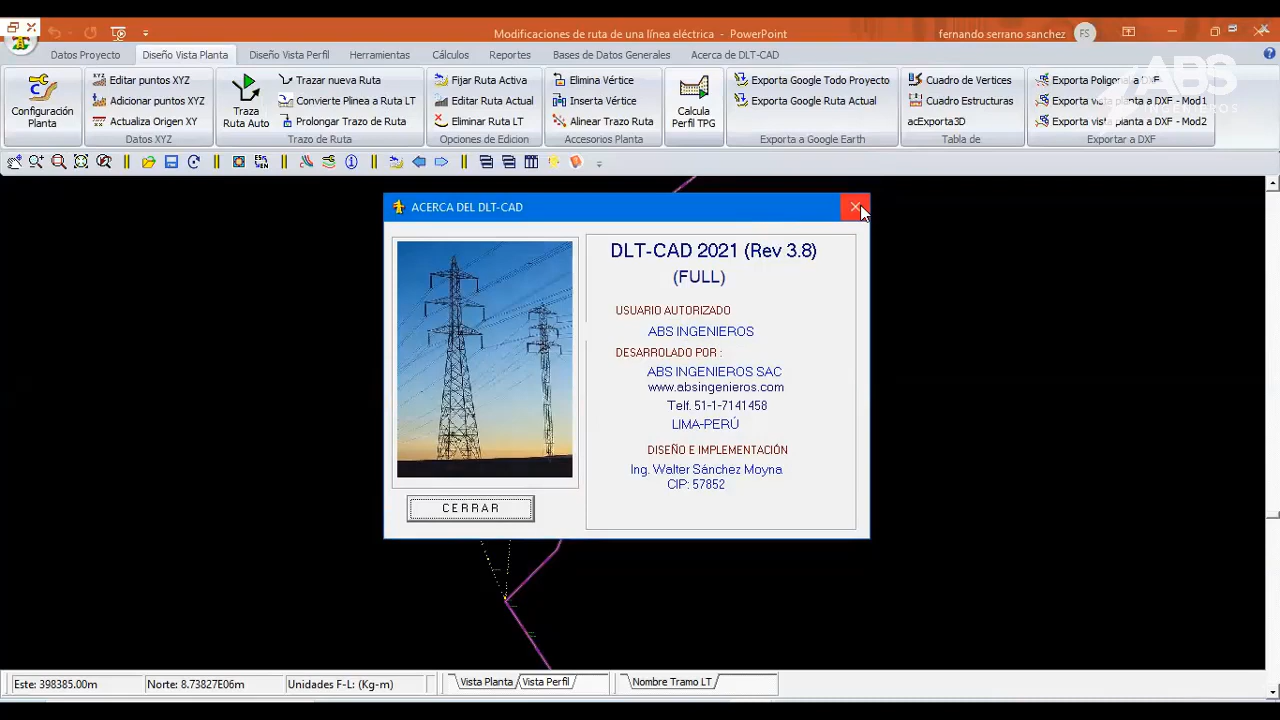 Modificaciones de ruta de una línea eléctrica - PowerPoint
fernando serrano sanchez
FS
Datos Proyecto
Diseño Vista Planta
Diseño Vista Perfil
Herramientas
Cálculos
Reportes
Bases de Datos Generales
Acerca de DLT-CAD
ABS
INGENIEROS
Configuración
Planta
Editar puntos XYZ
Adicionar puntos XYZ
Actualiza Origen XY
Datos XYZ
Traza
Ruta Auto
Trazar nueva Ruta
Convierte Plinea a Ruta LT
Prolongar Trazo de Ruta
Trazo de Ruta
Editar Ruta Actual
Eliminar Ruta LT
Opciones de Edicion
Elimina Vértice
Inserta Vértice
Alinear Trazo Ruta
Accesorios Planta
Calcula
Perfil TPG
Exporta Google Todo Proyecto
Exporta Google Ruta Actual
Exporta a Google Earth
Cuadro de Vértices
Cuadro Estructuras
acExporta3D
Tabla de
Exporta Poligonal a DXF
Exporta vista planta a DXF - Mod1
Exporta vista planta a DXF - Mod2
Exportar a DXF
ACERCA DEL DLT-CAD
DLT-CAD 2021 (Rev 3.8)
(FULL)
USUARIO AUTORIZADO
ABS INGENIEROS
DESARROLADO POR :
ABS INGENIEROS SAC
www.absingenieros.com
Telf. 51-1-7141458
LIMA-PERÚ
DISEÑO E IMPLEMENTACIÓN
Ing. Walter Sánchez Moyna
CIP: 57852
CERRAR
Este: 398385.00m
Norte: 8.73827E06m
Unidades F-L: (Kg-m)
Vista Planta
Vista Perfil
Nombre Tramo LT